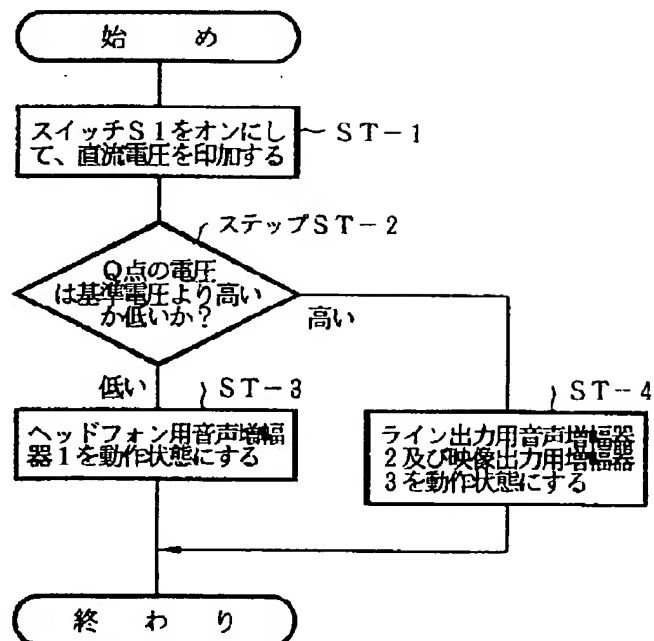 始 め
スイッチS1をオンにし
て、直流電圧を印加する
ST-1
ステップST-2
Q点の電圧
は基準電圧より高い
か低いか?
高い
低い
ST-3
ヘッドフォン用音声増幅
器1を動作状態にする
ST-4
ライン出力用音声増幅器
2及び映像出力用増幅器
3を動作状態にする
終 わ り